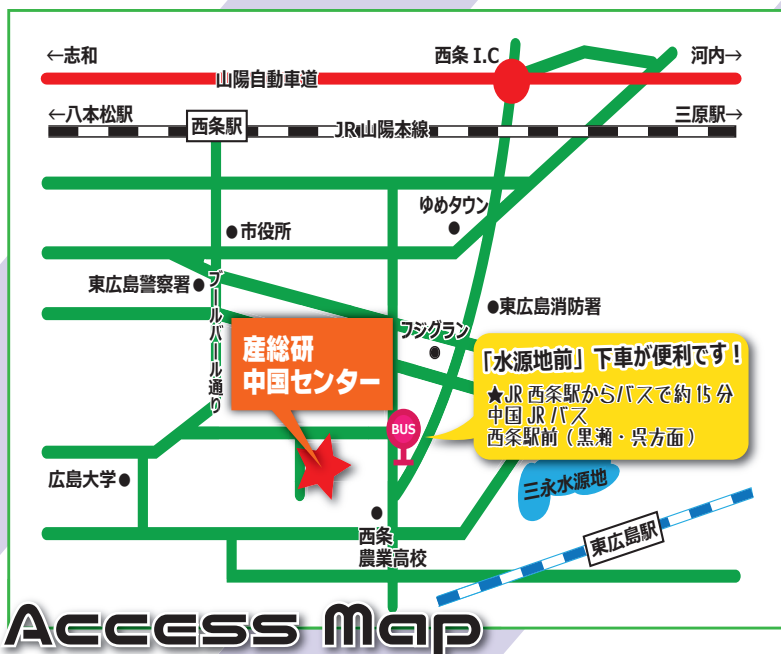 ←志和
西条 I.C
河内→
山陽自動車道
←八本松駅
西条駅
JR山陽本線
三原駅→
ゆめタウン
市役所
東広島警察署
ブールバール通り
東広島消防署
フジグラン
産総研
中国センター
「水源地前」下車が便利です！
★JR西条駅からバスで約15分
中国JRバス
西条駅前（黒瀬・呉方面）
BUS
広島大学
三永水源地
西条
農業高校
東広島駅
Access Map